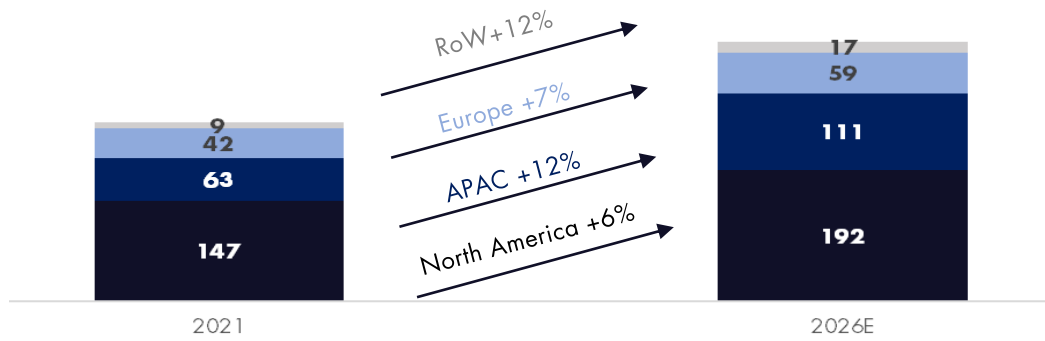 RoW+12%
Europe +7%
APAC +12%
North America +6%
9
42
63
147
17
59
111
192
2021
2026E